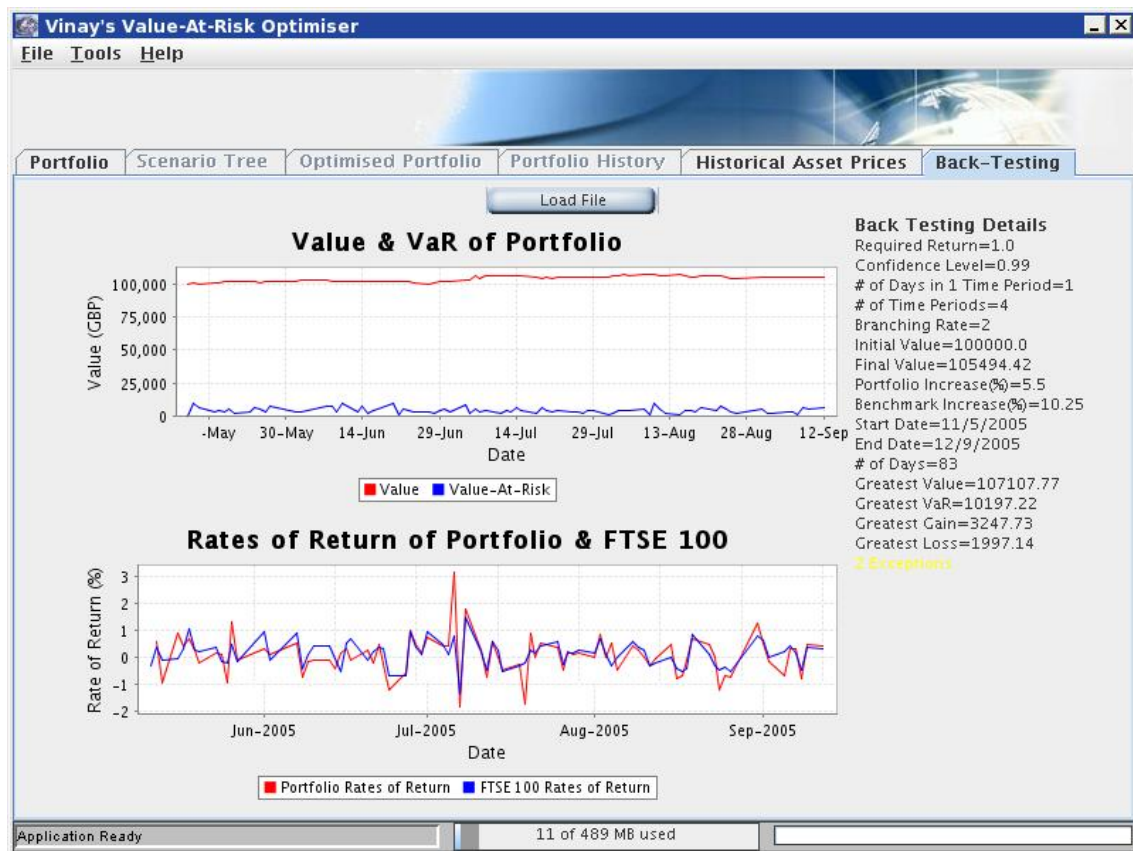 Vinay's Value-At-Risk Optimiser
File Tools Help
Portfolio Scenario Tree Optimised Portfolio Portfolio History Historical Asset Prices Back-Testing
Load File
Value & VaR of Portfolio
Value (GBP)
100,000
75,000
50,000
25,000
0
-May 30-May 14-Jun 29-Jun 14-Jul 29-Jul 13-Aug 28-Aug 12-Sep
Date
Value Value-At-Risk
Rates of Return of Portfolio & FTSE 100
Rate of Return (%)
3
2
1
0
-1
-2
Jun-2005 Jul-2005 Aug-2005 Sep-2005
Date
Portfolio Rates of Return FTSE 100 Rates of Return
Back Testing Details
Required Return=1.0
Confidence Level=0.99
# of Days in 1 Time Period=1
# of Time Periods=4
Branching Rate=2
Initial Value=100000.0
Final Value=105494.42
Portfolio Increase(%)=5.5
Benchmark Increase(%)=10.25
Start Date=11/5/2005
End Date=12/9/2005
# of Days=83
Greatest Value=107107.77
Greatest VaR=10197.22
Greatest Gain=3247.73
Greatest Loss=1997.14
2 Exceptions
Application Ready
11 of 489 MB used